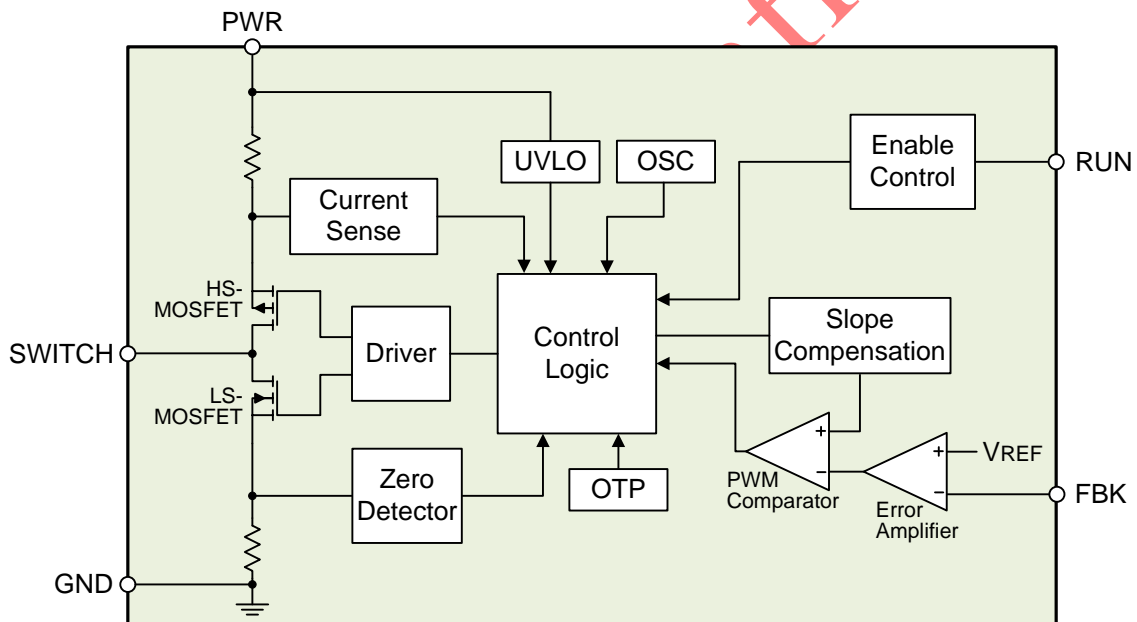 PWR
UVLO
OSC
Enable
Control
RUN
Current
Sense
HS-
MOSFET
SWITCH
Driver
Control
Logic
Slope
Compensation
LS-
MOSFET
+
−
PWM
Comparator
+
−
VREF
Error
Amplifier
FBK
Zero
Detector
OTP
GND